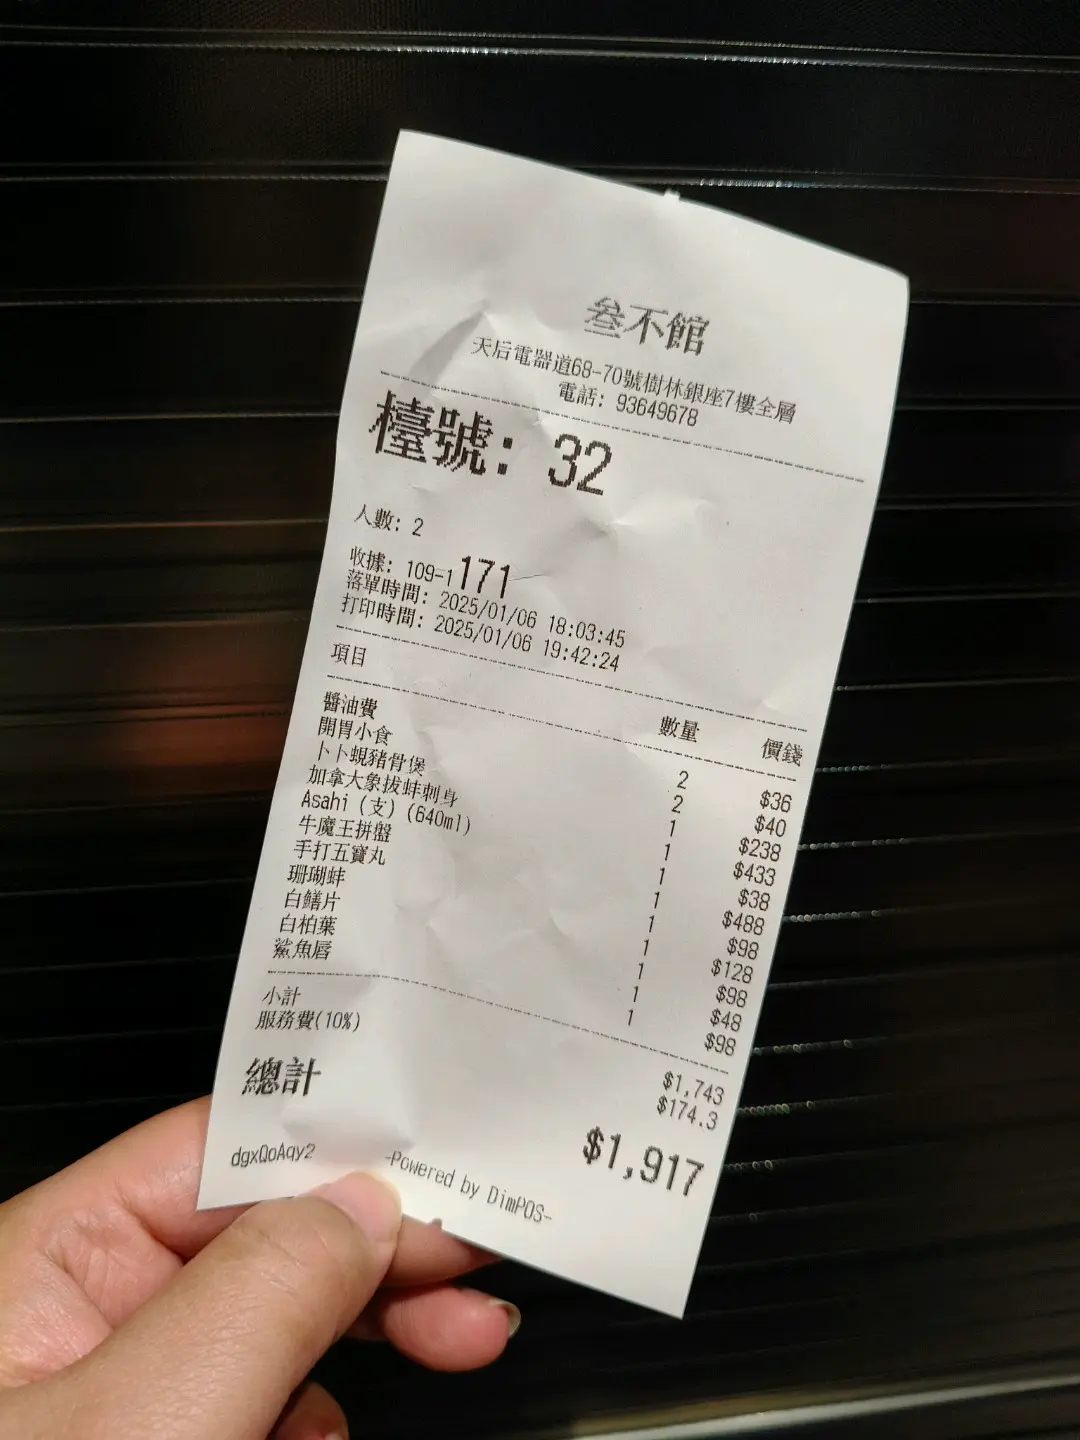 叁不館
天后電器道68-70號樹林銀座7樓全層
電話: 93649678
檯號: 32
人數: 2
收據: 109-1171
落單時間: 2025/01/06 18:03:45
打印時間: 2025/01/06 19:42:24
項目 數量 價錢
醬油費 2 $36
開胃小食 2 $40
卜卜蜆豬骨煲 1 $238
加拿大象拔蚌刺身 1 $433
Asahi (支) (640ml) 1 $38
牛魔王拼盤 1 $488
手打五寶丸 1 $98
珊瑚蚌 1 $128
白鱔片 1 $98
白柏葉 1 $48
鯊魚唇 1 $98
小計 $1,743
服務費(10%) $174.3
總計 $1,917
dgxQoAqy2 -Powered by DimPOS-